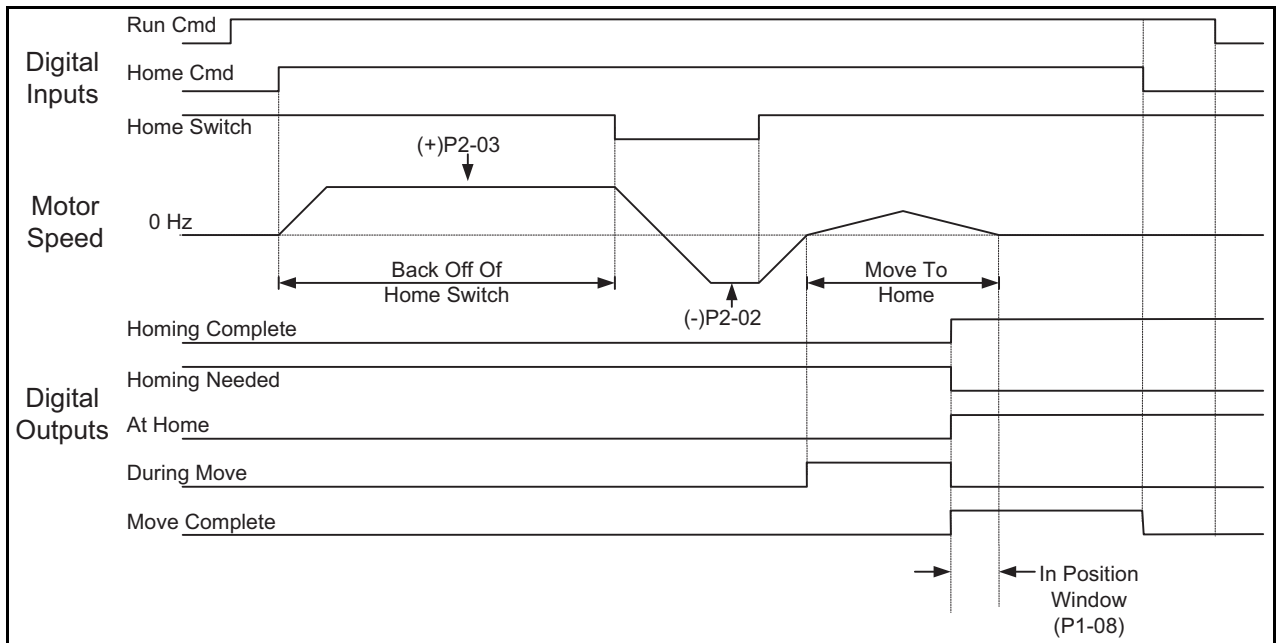 Run Cmd
Digital
Inputs
Home Cmd
Home Switch
(+)P2-03
Motor
Speed
0 Hz
Back Off Of
Home Switch
Move To
Home
(-)P2-02
Homing Complete
Homing Needed
Digital
Outputs
At Home
During Move
Move Complete
In Position
Window
(P1-08)